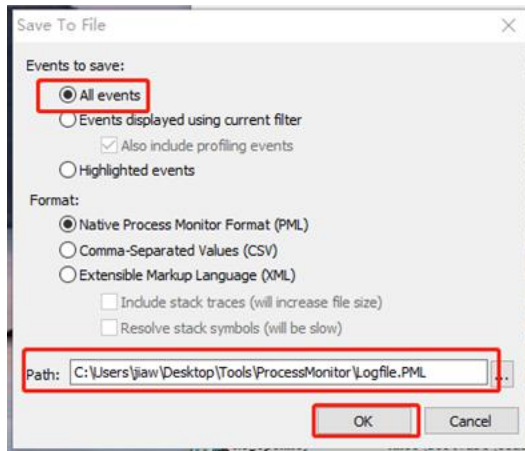 Save To File
Events to save:
All events
Events displayed using current filter
Also include profiling events
Highlighted events
Format:
Native Process Monitor Format (PML)
Comma-Separated Values (CSV)
Extensible Markup Language (XML)
Include stack traces (will increase file size)
Resolve stack symbols (will be slow)
Path: C:\Users\jiaw\Desktop\Tools\ProcessMonitor\Logfile.PML ...
OK Cancel